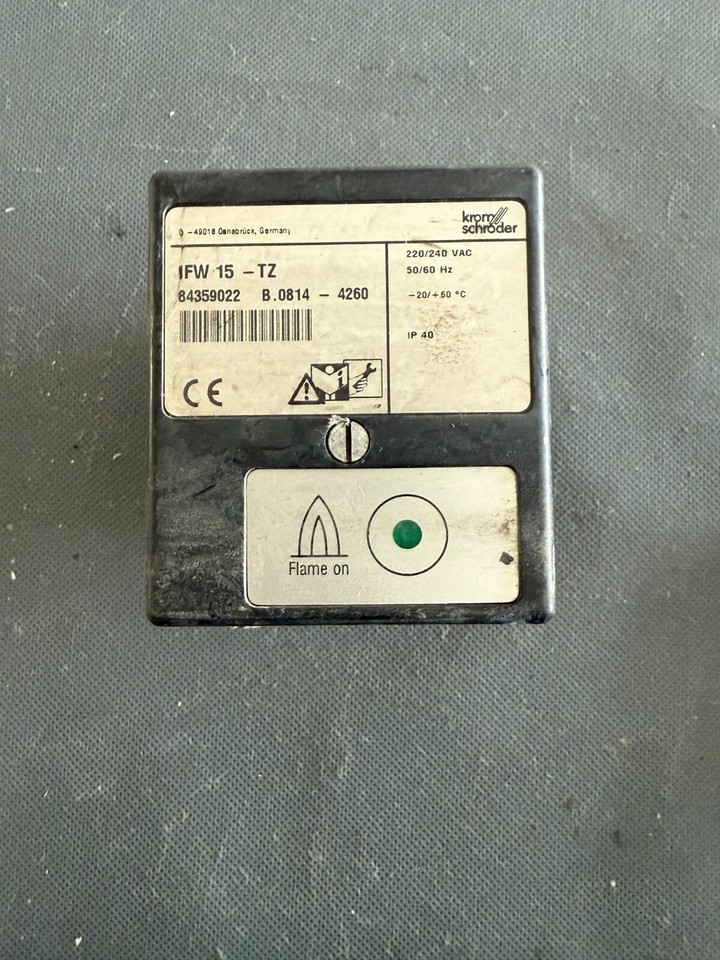 D-49018 Osnabrück, Germany
krom
schröder
IFW 15 -TZ
84359022 B.0814 - 4260
220/240 VAC
50/60 Hz
-20/+60 °C
IP 40
CE
i
Flame on